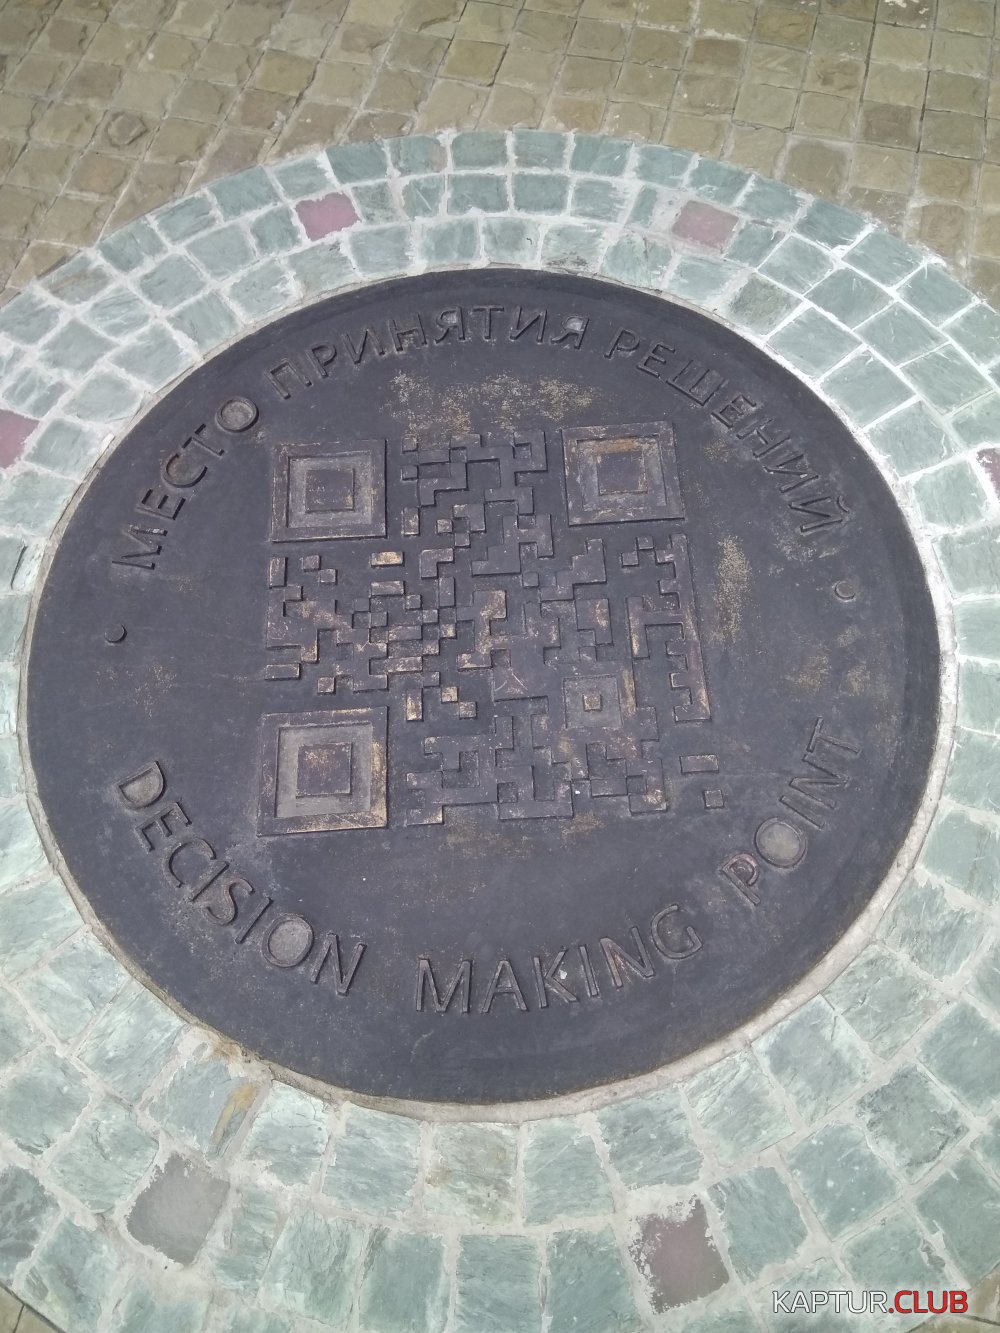 • МЕСТО ПРИНЯТИЯ РЕШЕНИЙ •
DECISION MAKING POINT
KAPTUR.CLUB